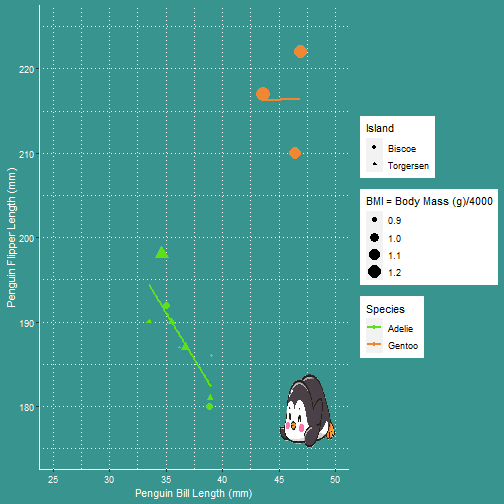 220
210
200
190
180
Penguin Flipper Length (mm)
25
30
35
40
45
50
Penguin Bill Length (mm)
Island
Biscoe
Torgersen
BMI = Body Mass (g)/4000
0.9
1.0
1.1
1.2
Species
Adelie
Gentoo